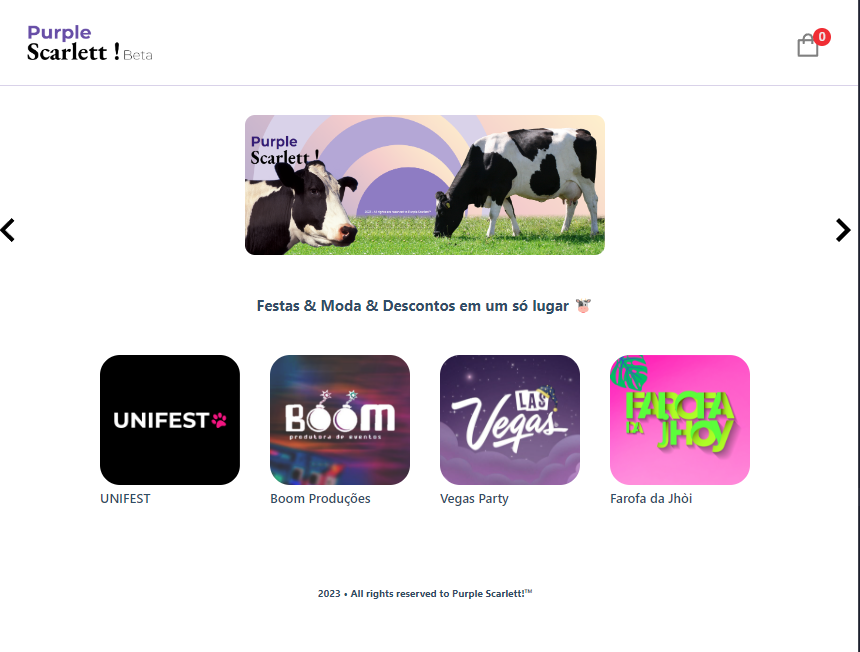 Purple
Scarlett ! Beta
0
Purple
Scarlett !
Festas & Moda & Descontos em um só lugar 🐮
UNIFEST
BOOM
produtora de eventos
LAS
Vegas
FAROFA
DA JHOY
UNIFEST
Boom Produções
Vegas Party
Farofa da Jhòi
2023 • All rights reserved to Purple Scarlett!™